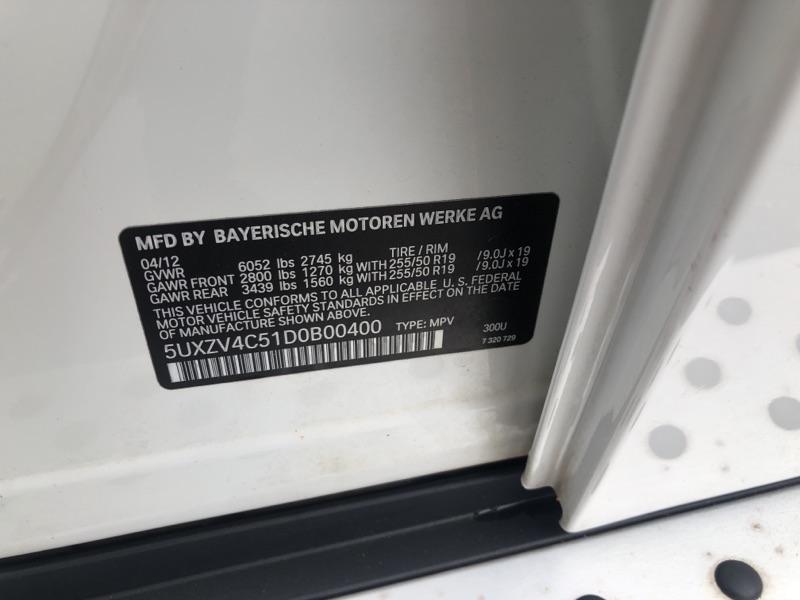 MFD BY BAYERISCHE MOTOREN WERKE AG
04/12
GVWR 6052 lbs 2745 kg TIRE / RIM
GAWR FRONT 2800 lbs 1270 kg WITH 255/50 R19 /9.0J x 19
GAWR REAR 3439 lbs 1560 kg WITH 255/50 R19 /9.0J x 19
THIS VEHICLE CONFORMS TO ALL APPLICABLE U. S. FEDERAL
MOTOR VEHICLE SAFETY STANDARDS IN EFFECT ON THE DATE
OF MANUFACTURE SHOWN ABOVE.
5UXZV4C51D0B00400 TYPE: MPV 300U
7 320 729